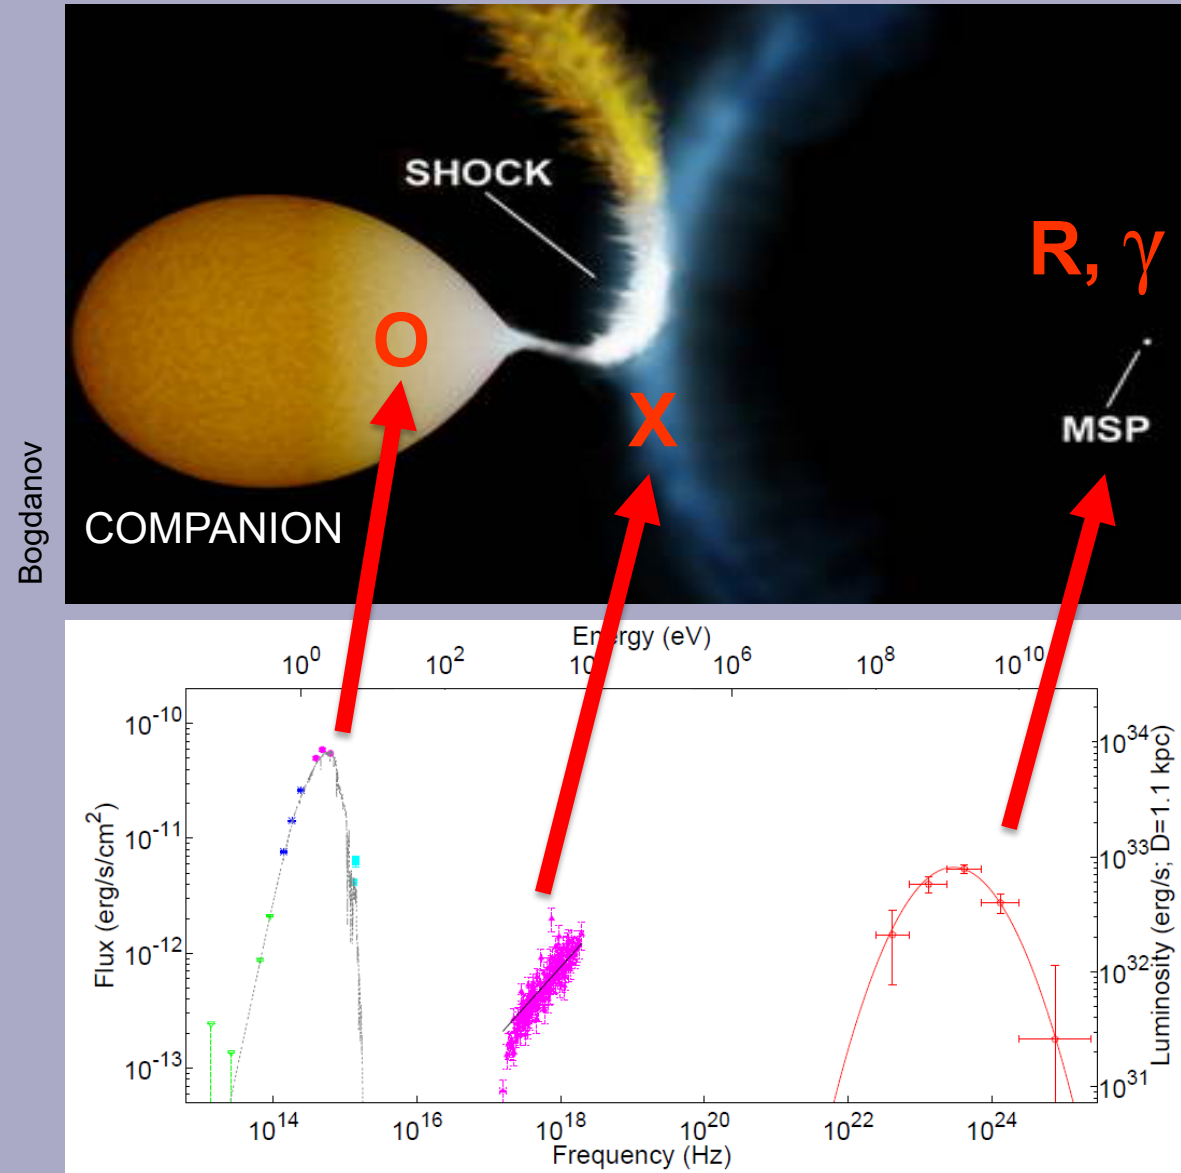 Bogdanov
SHOCK
R, γ
O
X
MSP
COMPANION
Energy (eV)
10^0 10^2 10^6 10^8 10^10
10^-10
10^-11
10^-12
10^-13
Flux (erg/s/cm^2)
10^34
10^33
10^32
10^31
Luminosity (erg/s; D=1.1 kpc)
10^14 10^16 10^18 10^20 10^22 10^24
Frequency (Hz)